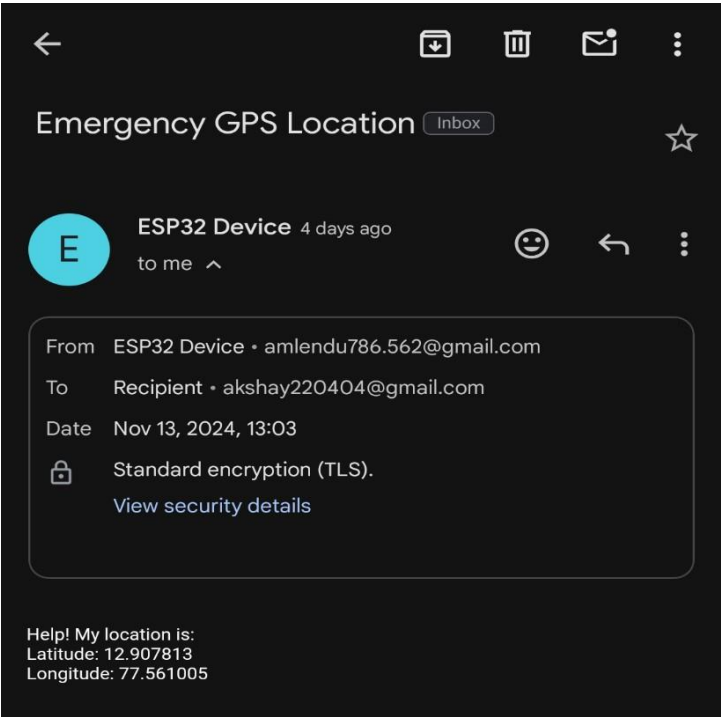 Emergency GPS Location Inbox
E
ESP32 Device 4 days ago
to me
From ESP32 Device • amlendu786.562@gmail.com
To Recipient • akshay220404@gmail.com
Date Nov 13, 2024, 13:03
Standard encryption (TLS).
View security details
Help! My location is:
Latitude: 12.907813
Longitude: 77.561005